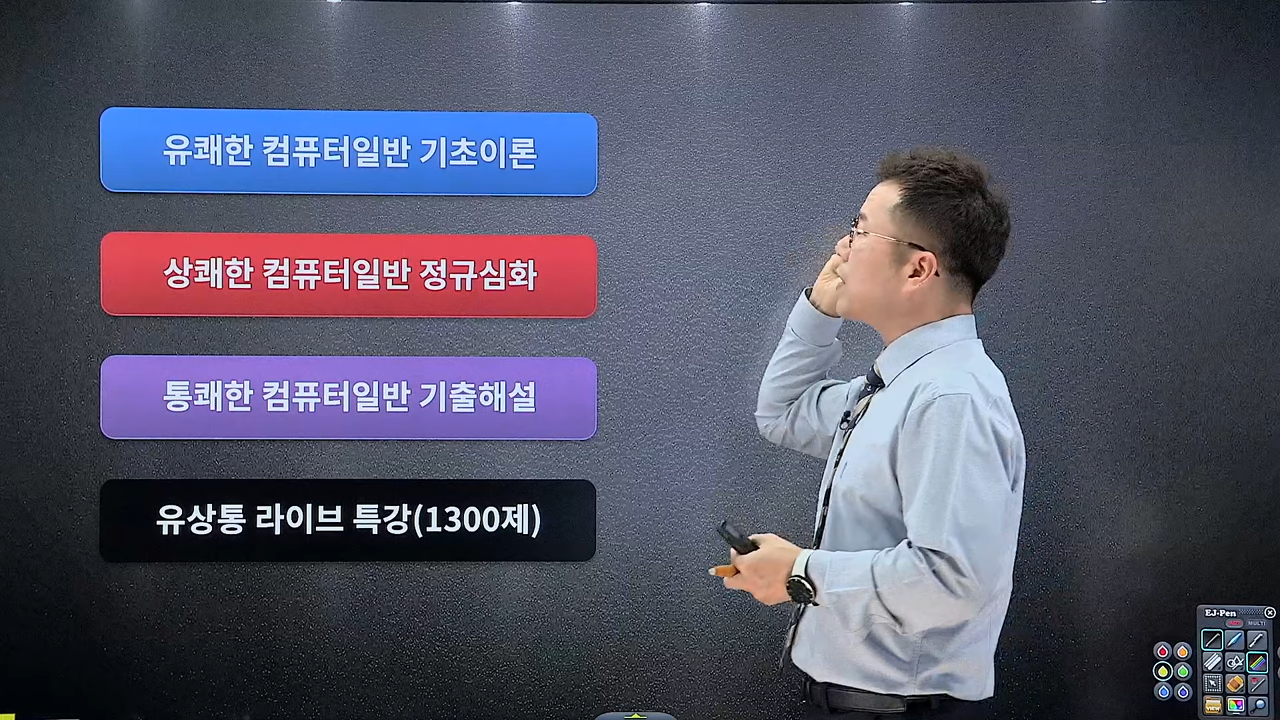 유쾌한 컴퓨터일반 기초이론
상쾌한 컴퓨터일반 정규심화
통쾌한 컴퓨터일반 기출해설
유상통 라이브 특강(1300제)
EJ-Pen
MULTI
VIEW